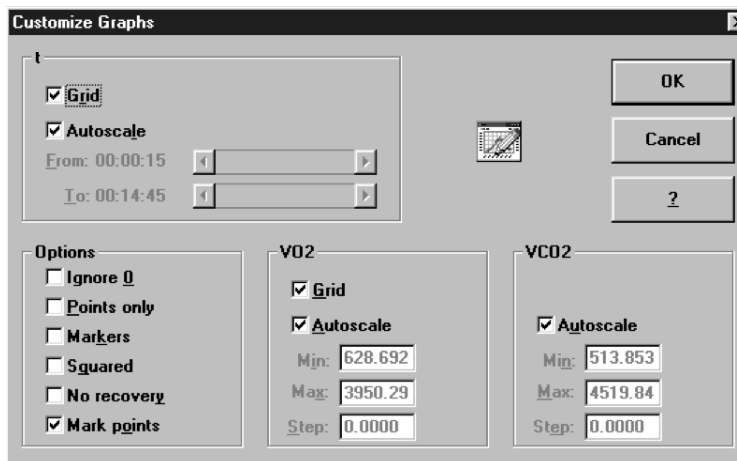 Customize Graphs
t
Grid
Autoscale
From: 00:00:15
To: 00:14:45
OK
Cancel
?
Options
Ignore 0
Points only
Markers
Squared
No recovery
Mark points
VO2
Grid
Autoscale
Min: 628.692
Max: 3950.29
Step: 0.0000
VCO2
Autoscale
Min: 513.853
Max: 4519.84
Step: 0.0000